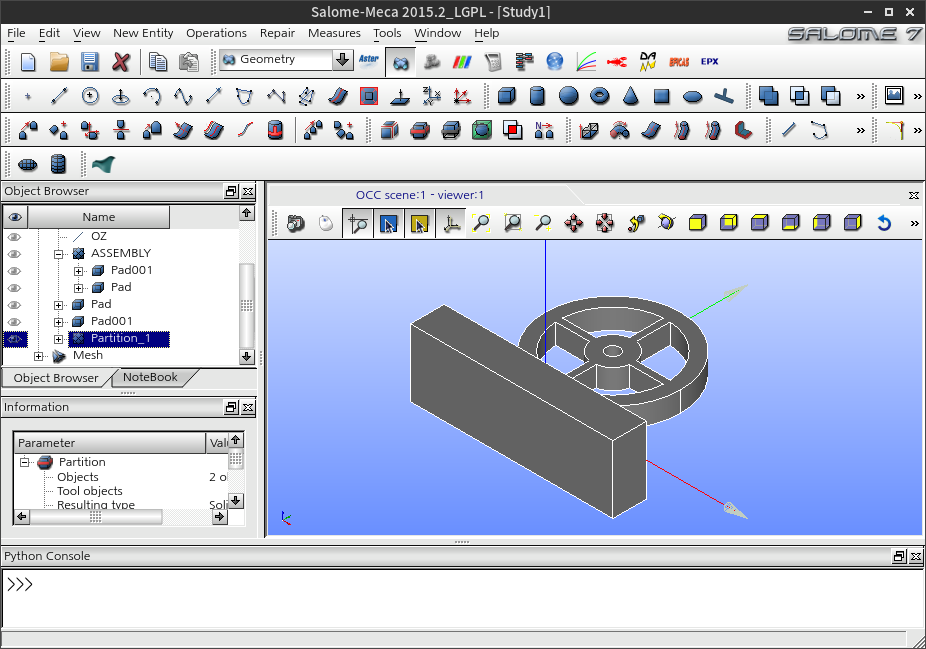 Salome-Meca 2015.2_LGPL - [Study1]
File Edit View New Entity Operations Repair Measures Tools Window Help
SALOME 7
Geometry
Aster
EFICAS
EPX
»
»
»
»
Object Browser
OCC scene:1 - viewer:1
Name
»
OZ
ASSEMBLY
Pad001
Pad
Pad
Pad001
Partition_1
Mesh
Object Browser NoteBook
Information
Parameter Valu
Partition
Objects 2 o
Tool objects
Resulting type Soli
Python Console
>>>